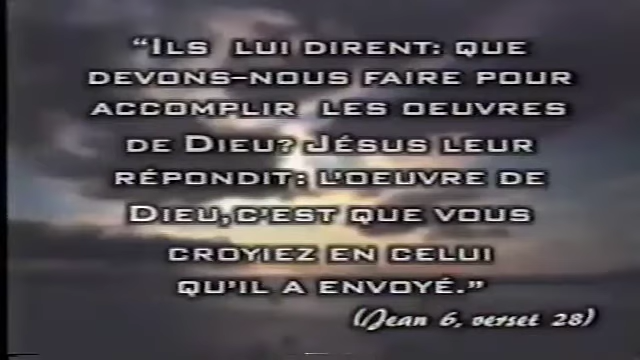 “ILS LUI DIRENT: QUE
DEVONS-NOUS FAIRE POUR
ACCOMPLIR LES OEUVRES
DE DIEU? JÉSUS LEUR
RÉPONDIT: L'OEUVRE DE
DIEU, C'EST QUE VOUS
CROYIEZ EN CELUI
QU'IL A ENVOYÉ.”
(Jean 6, verset 28)